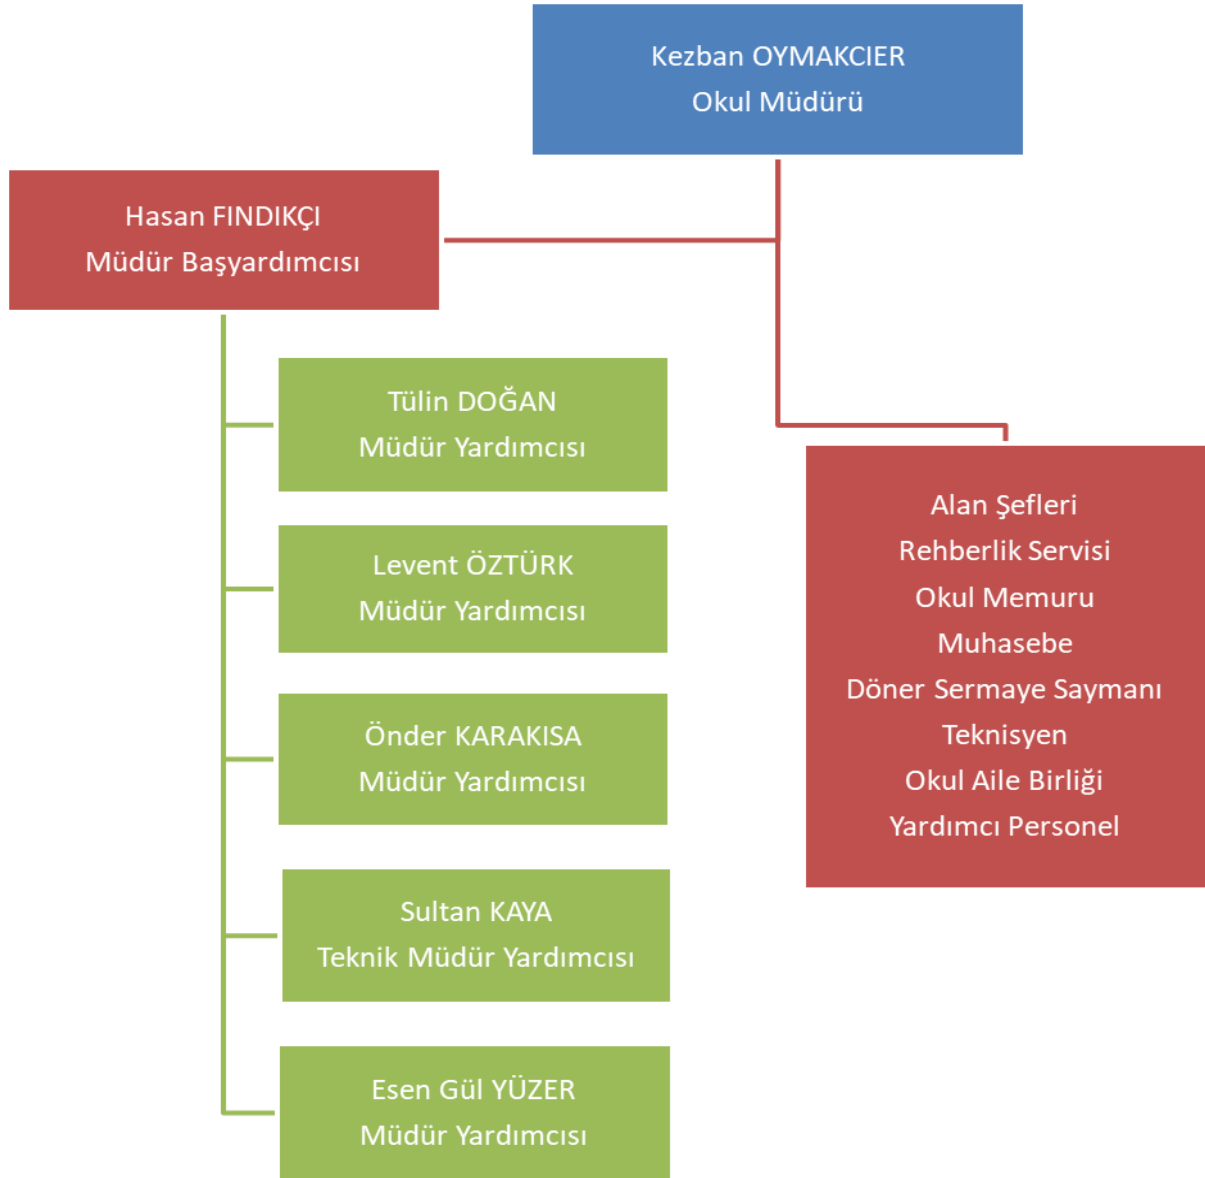 Kezban OYMAKCIER
Okul Müdürü
Hasan FINDIKÇI
Müdür Başyardımcısı
Tülin DOĞAN
Müdür Yardımcısı
Levent ÖZTÜRK
Müdür Yardımcısı
Önder KARAKISA
Müdür Yardımcısı
Sultan KAYA
Teknik Müdür Yardımcısı
Esen Gül YÜZER
Müdür Yardımcısı
Alan Şefleri
Rehberlik Servisi
Okul Memuru
Muhasebe
Döner Sermaye Saymanı
Teknisyen
Okul Aile Birliği
Yardımcı Personel